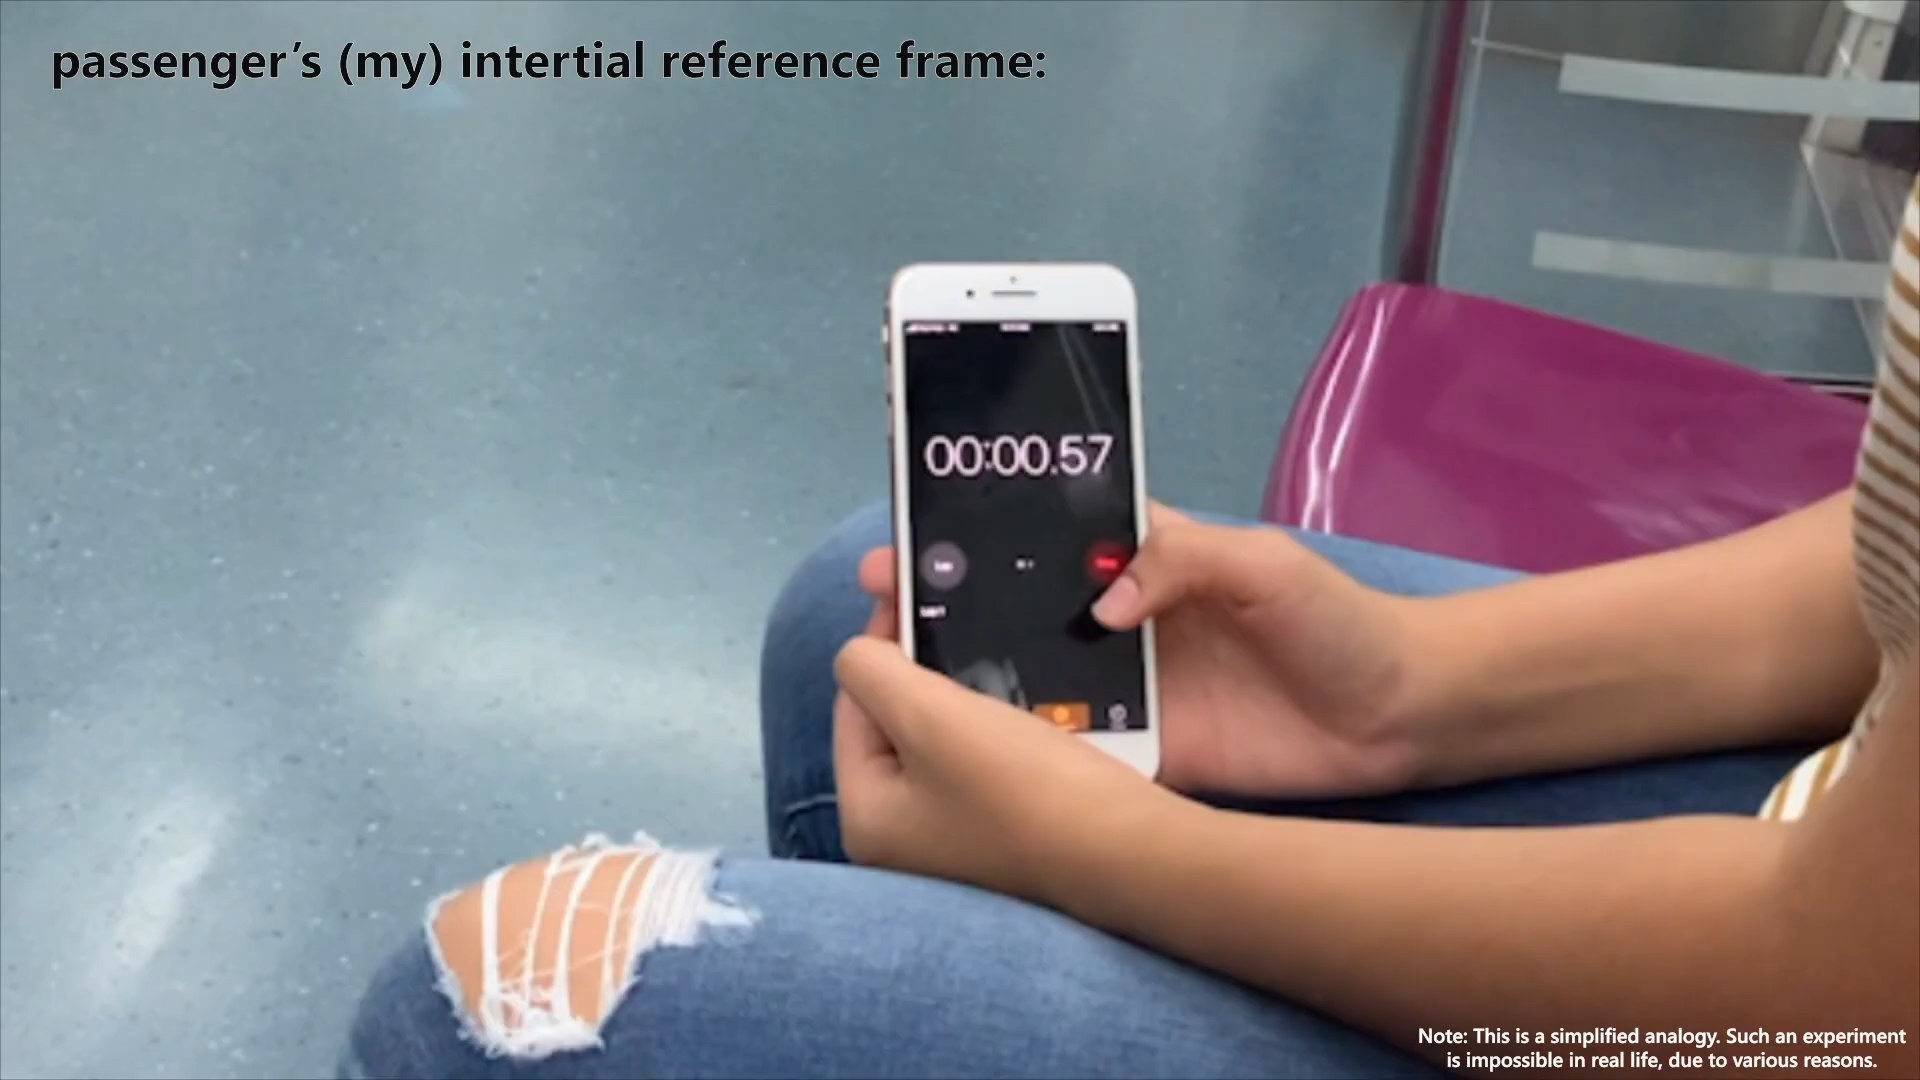 passenger’s (my) intertial reference frame:
00:00.57
Note: This is a simplified analogy. Such an experiment
is impossible in real life, due to various reasons.